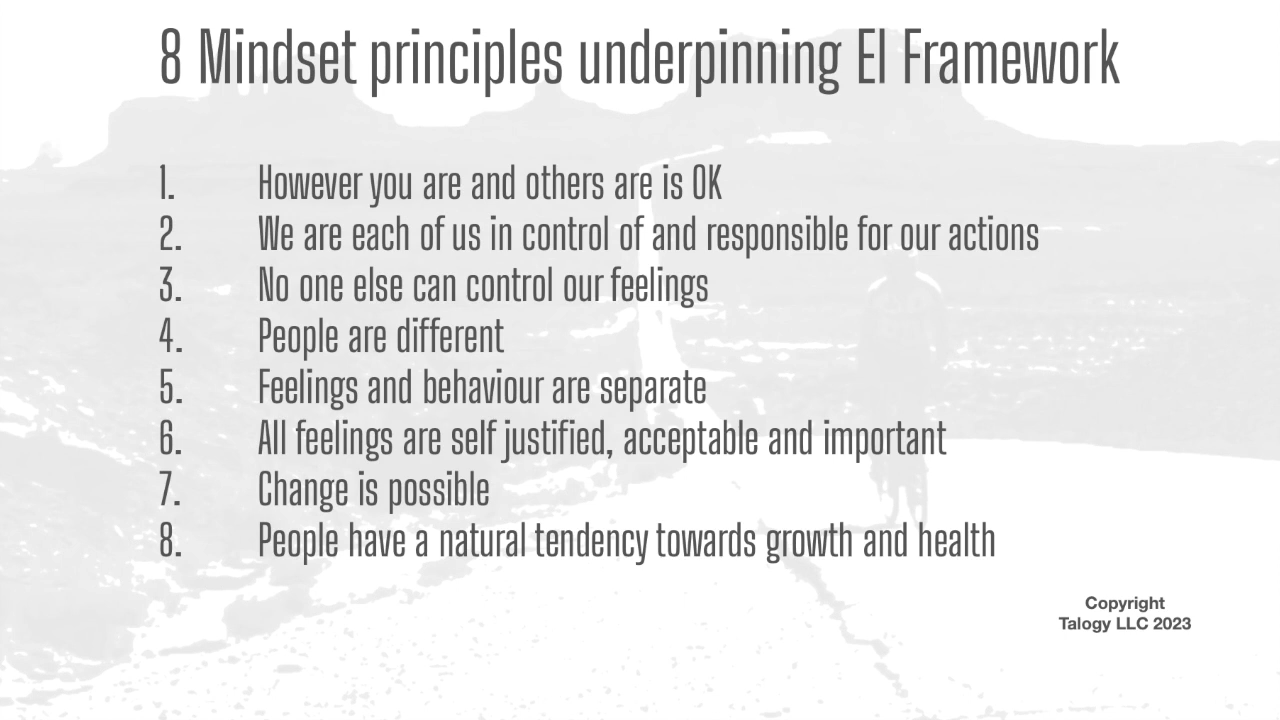 8 Mindset principles underpinning EI Framework
1. However you are and others are is OK
2. We are each of us in control of and responsible for our actions
3. No one else can control our feelings
4. People are different
5. Feelings and behaviour are separate
6. All feelings are self justified, acceptable and important
7. Change is possible
8. People have a natural tendency towards growth and health
Copyright
Talogy LLC 2023